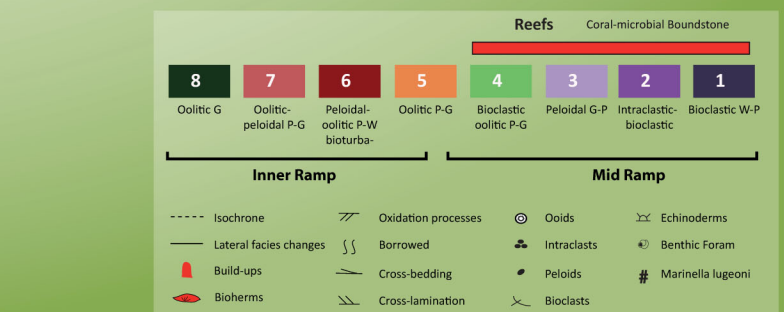 Reefs Coral-microbial Boundstone
8 7 6 5 4 3 2 1
Oolitic G Oolitic- Peloidal- Oolitic P-G Bioclastic Peloidal G-P Intraclastic- Bioclastic W-P
peloidal P-G oolitic P-W oolitic P-G bioclastic
bioturba-
Inner Ramp Mid Ramp
Isochrone Oxidation processes Ooids Echinoderms
Lateral facies changes Borrowed Intraclasts Benthic Foram
Build-ups Cross-bedding Peloids # Marinella lugeoni
Bioherms Cross-lamination Bioclasts